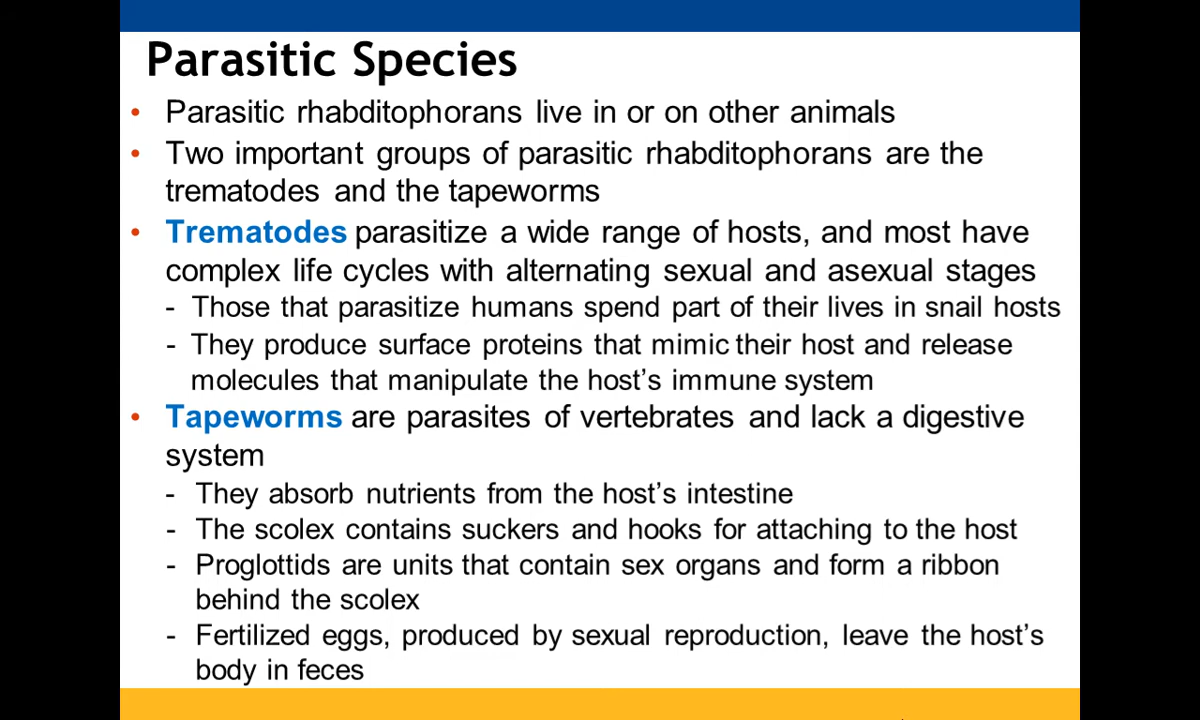 Parasitic Species
• Parasitic rhabditophorans live in or on other animals
• Two important groups of parasitic rhabditophorans are the
trematodes and the tapeworms
• Trematodes parasitize a wide range of hosts, and most have
complex life cycles with alternating sexual and asexual stages
- Those that parasitize humans spend part of their lives in snail hosts
- They produce surface proteins that mimic their host and release
molecules that manipulate the host's immune system
• Tapeworms are parasites of vertebrates and lack a digestive
system
- They absorb nutrients from the host's intestine
- The scolex contains suckers and hooks for attaching to the host
- Proglottids are units that contain sex organs and form a ribbon
behind the scolex
- Fertilized eggs, produced by sexual reproduction, leave the host's
body in feces